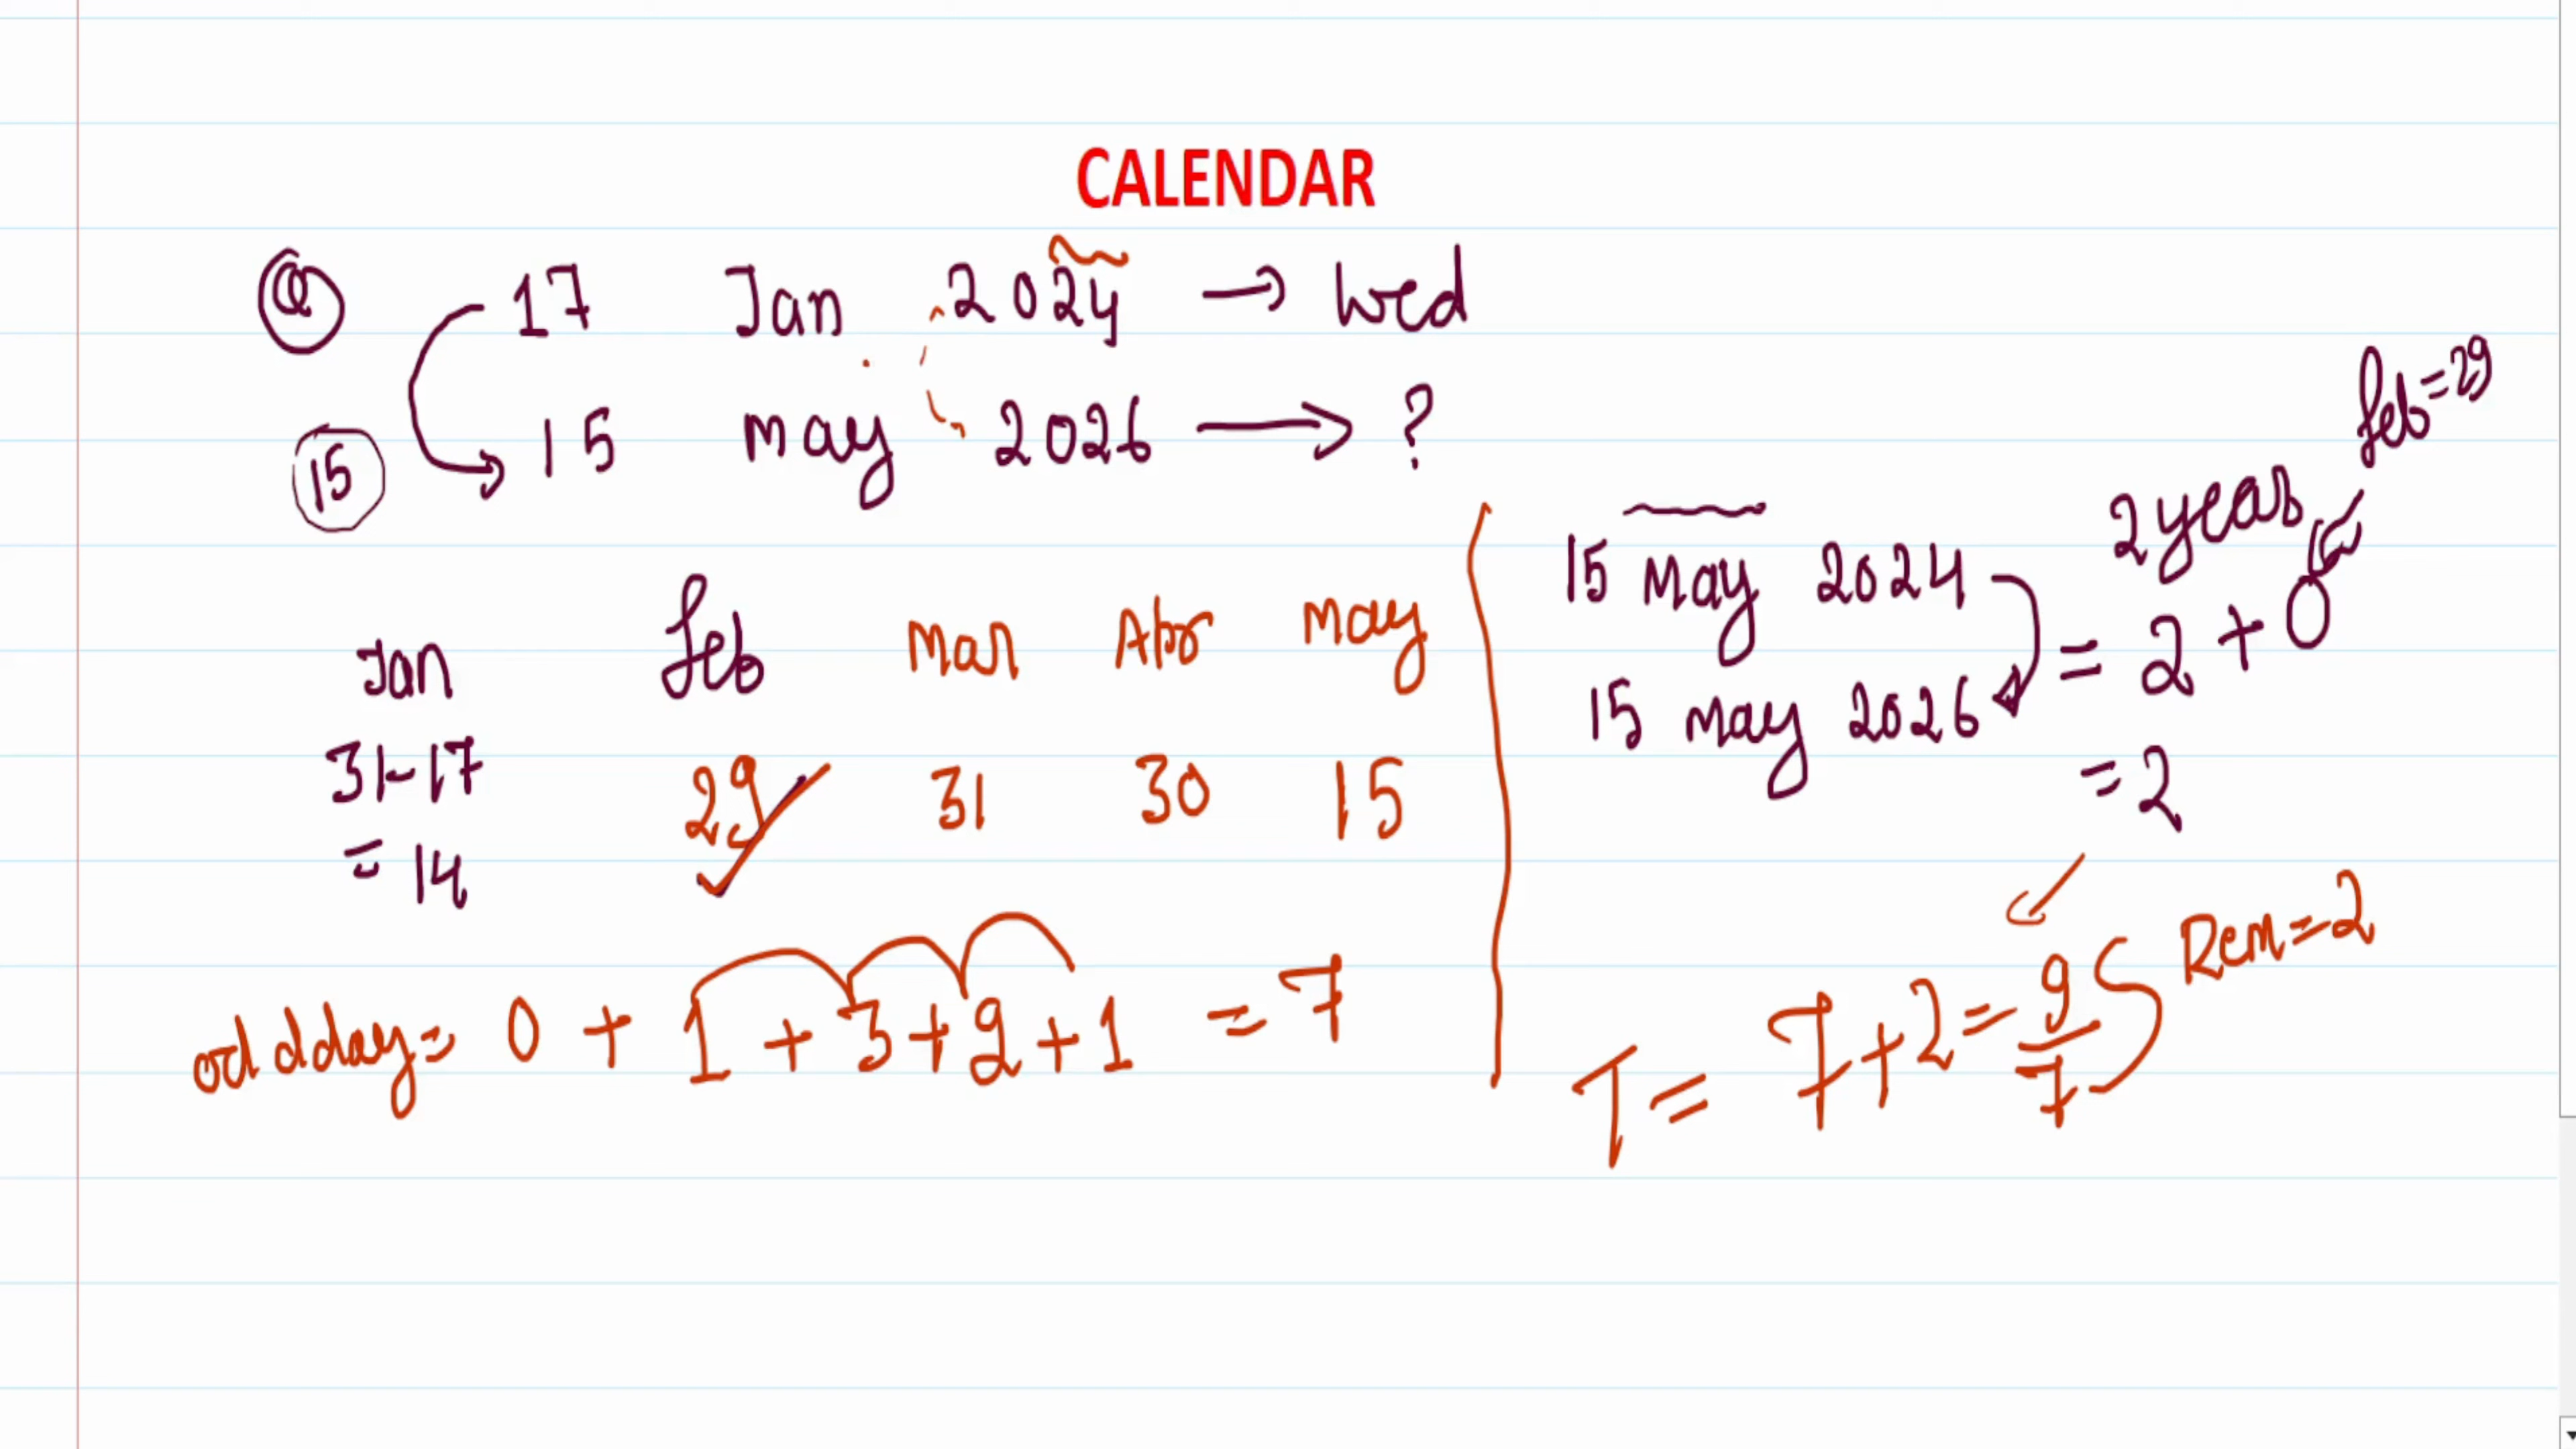 CALENDAR
Q 17 Jan 2024 → Wed
15 15 may 2026 → ?
Jan feb Mar Apr may
31-17 29 31 30 15
= 14
odd day = 0 + 1 + 3 + 2 + 1 = 7
feb = 29
2 years
15 May 2024
= 2 + 0
15 May 2026
= 2
T = 7 + 2 = 9/7 Rem = 2